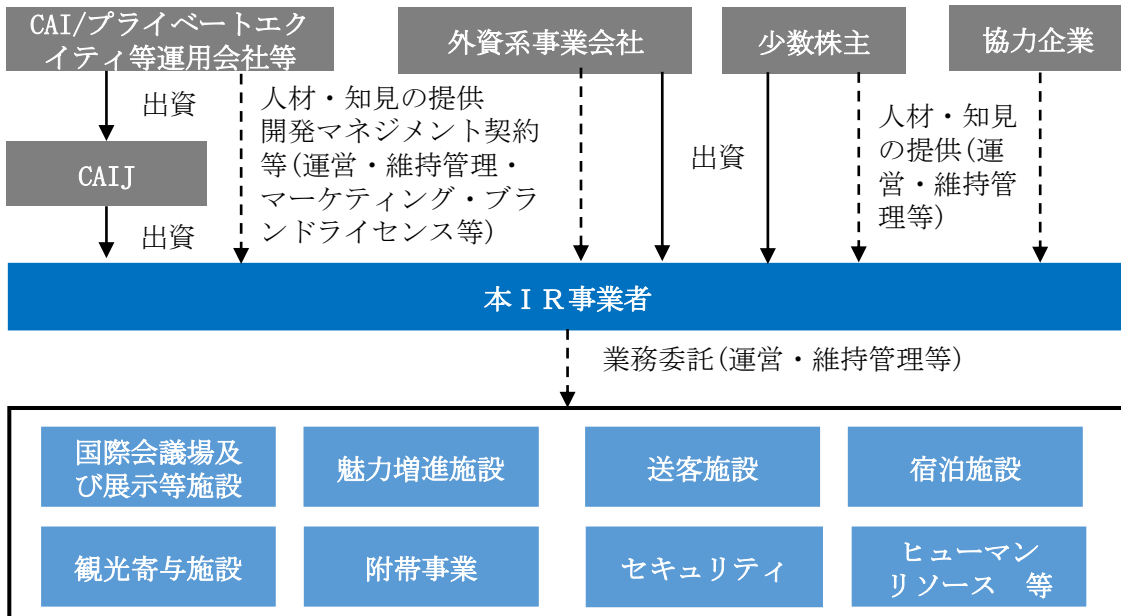 CAI/プライベートエク
イティ等運用会社等
外資系事業会社
少数株主
協力企業
出資
人材・知見の提供
開発マネジメント契約
等(運営・維持管理・
マーケティング・ブラ
ンドライセンス等)
出資
人材・知見
の提供(運
営・維持管
理等)
CAIJ
出資
本ＩＲ事業者
業務委託(運営・維持管理等)
国際会議場及
び展示等施設
魅力増進施設
送客施設
宿泊施設
観光寄与施設
附帯事業
セキュリティ
ヒューマン
リソース　等